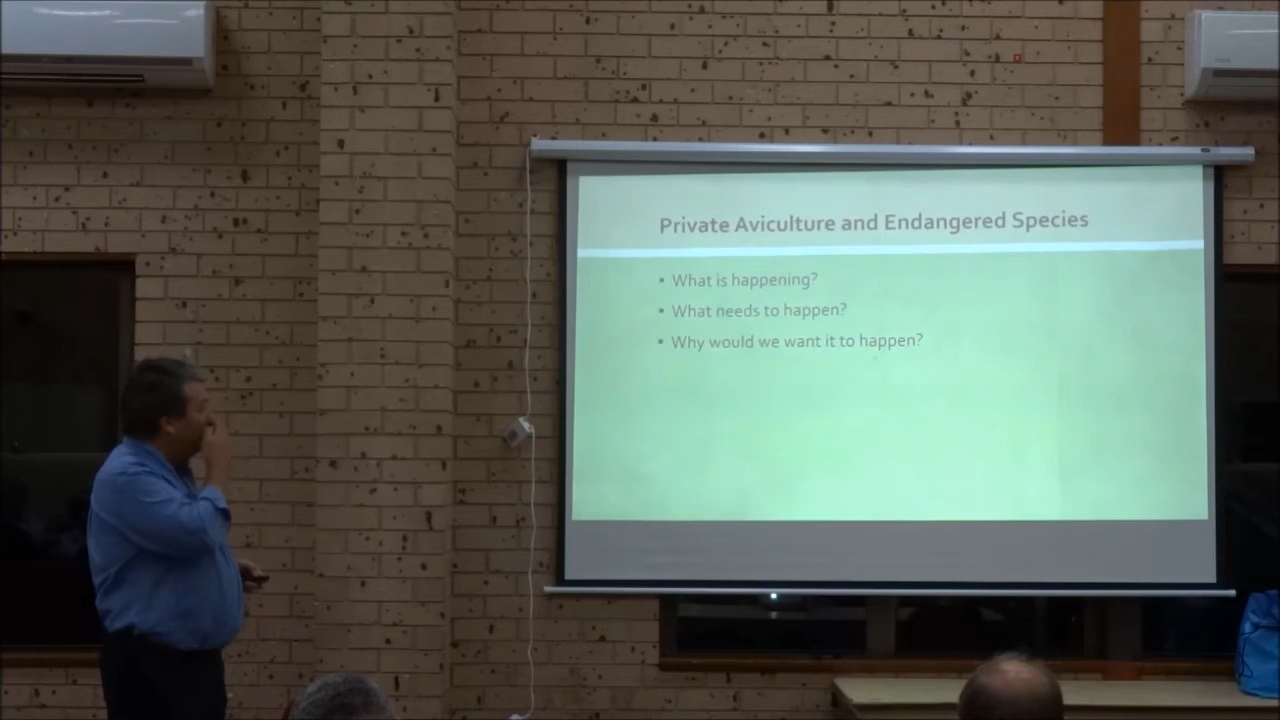 Private Aviculture and Endangered Species
▪ What is happening?
▪ What needs to happen?
▪ Why would we want it to happen?